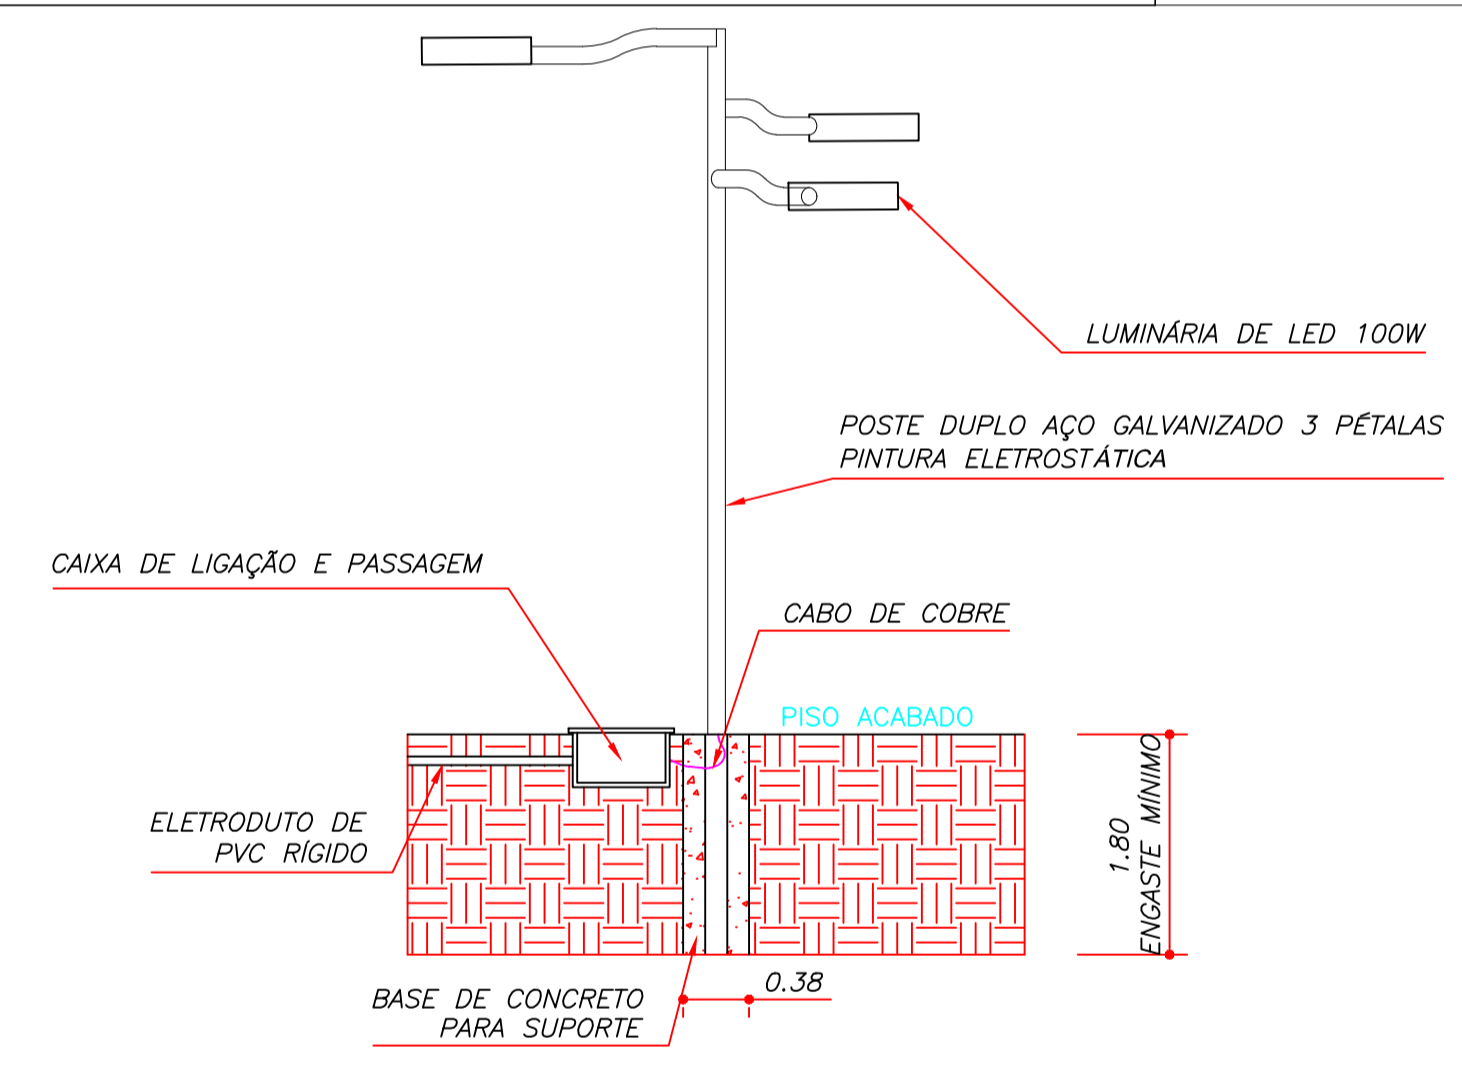 LUMINÁRIA DE LED 100W
POSTE DUPLO AÇO GALVANIZADO 3 PÉTALAS
PINTURA ELETROSTÁTICA
CAIXA DE LIGAÇÃO E PASSAGEM
CABO DE COBRE
PISO ACABADO
ELETRODUTO DE
PVC RÍGIDO
1.80
ENGASTE MÍNIMO
0.38
BASE DE CONCRETO
PARA SUPORTE